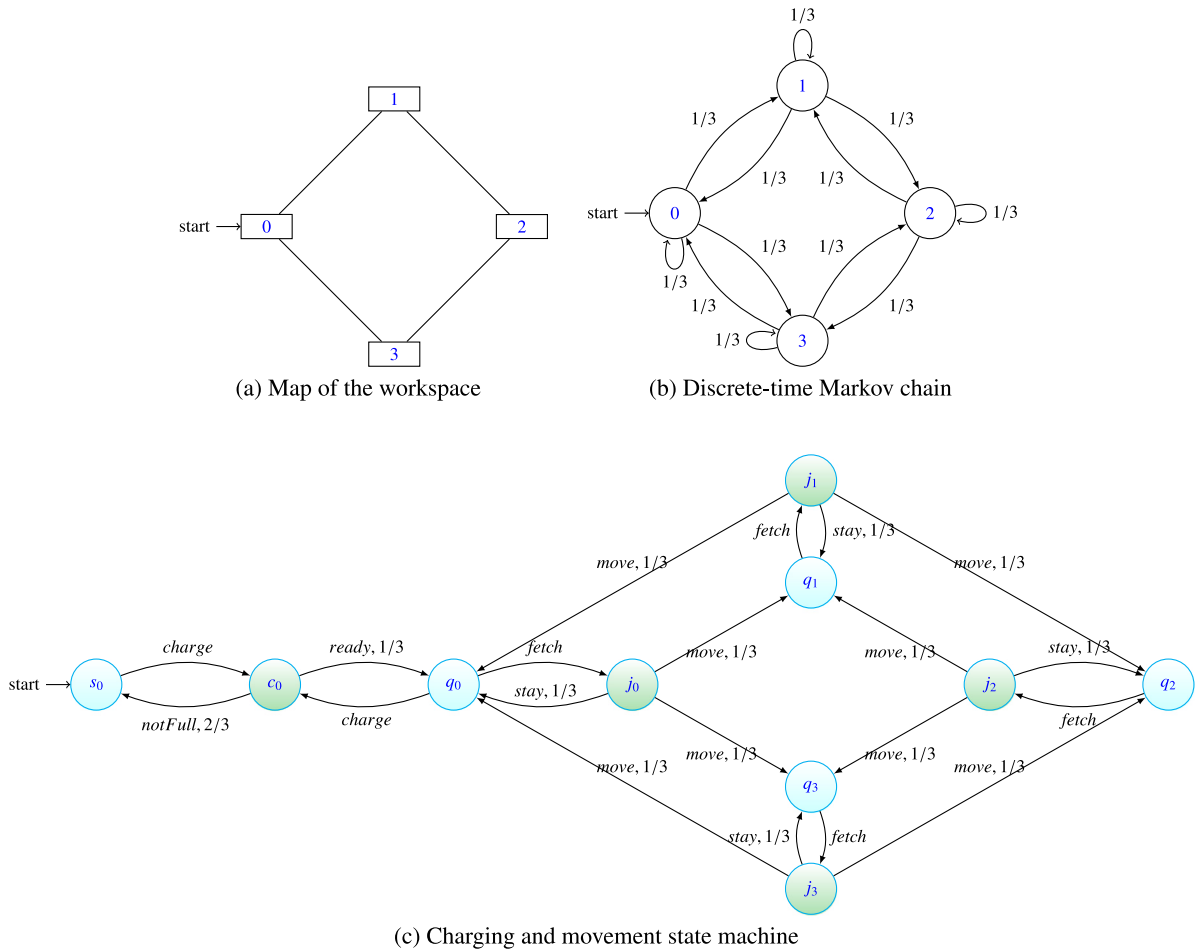 1
start
0
2
3
(a) Map of the workspace
1/3
1
1/3
1/3
1/3
1/3
start
0
2
1/3
1/3
1/3
1/3
1/3
1/3
1/3
3
(b) Discrete-time Markov chain
j1
fetch
stay, 1/3
move, 1/3
move, 1/3
q1
charge
ready, 1/3
fetch
move, 1/3
move, 1/3
stay, 1/3
start
s0
c0
q0
stay, 1/3
j0
j2
q2
notFull, 2/3
charge
fetch
move, 1/3
move, 1/3
move, 1/3
move, 1/3
q3
stay, 1/3
fetch
j3
(c) Charging and movement state machine